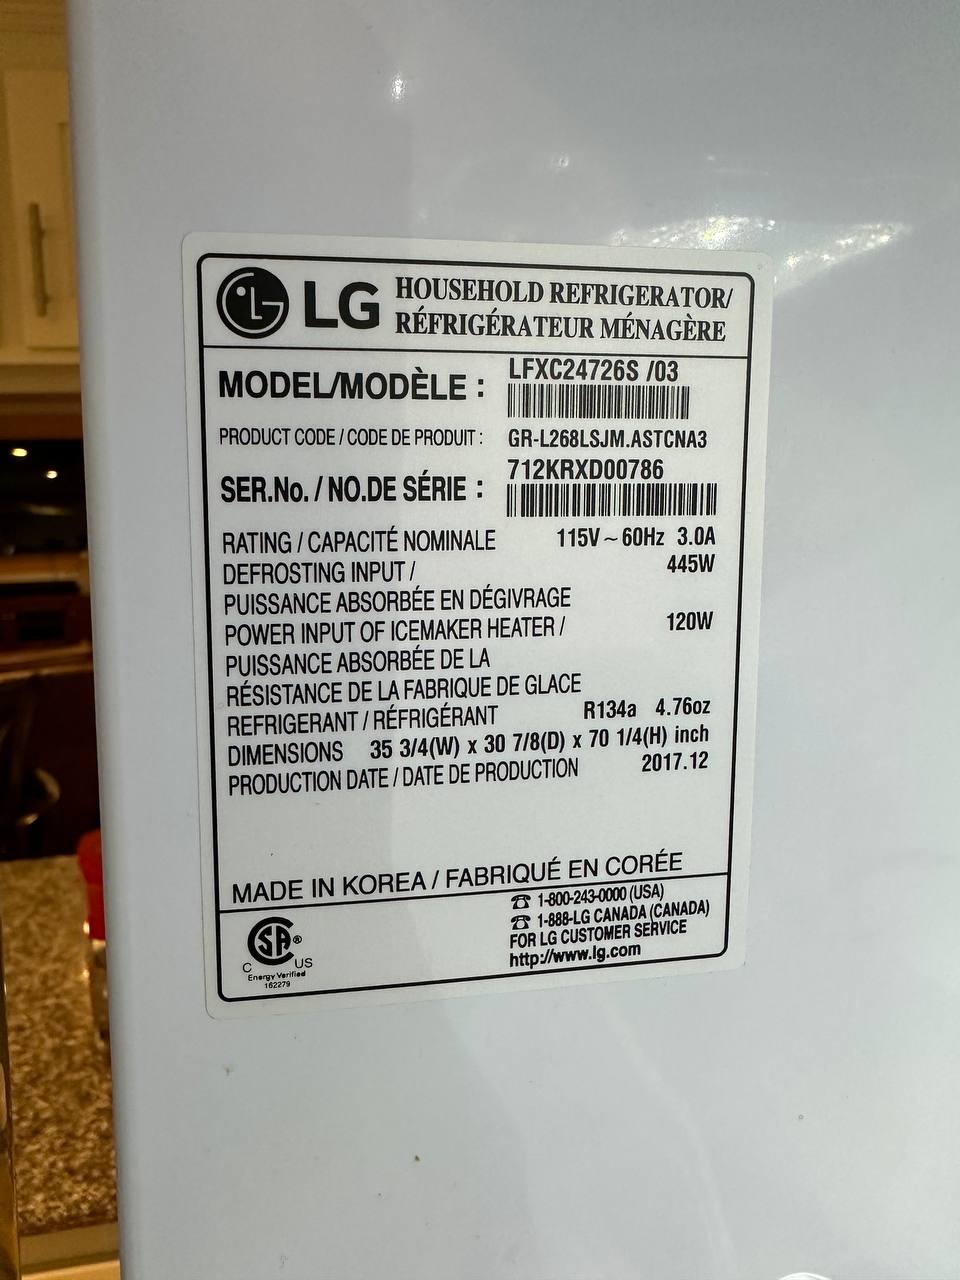 LG HOUSEHOLD REFRIGERATOR/
RÉFRIGÉRATEUR MÉNAGÈRE
MODEL/MODÈLE : LFXC24726S /03
PRODUCT CODE / CODE DE PRODUIT : GR-L268LSJM.ASTCNA3
SER.No. / NO.DE SÉRIE : 712KRXD00786
RATING / CAPACITÉ NOMINALE 115V ~ 60Hz 3.0A
DEFROSTING INPUT / 445W
PUISSANCE ABSORBÉE EN DÉGIVRAGE
POWER INPUT OF ICEMAKER HEATER / 120W
PUISSANCE ABSORBÉE DE LA
RÉSISTANCE DE LA FABRIQUE DE GLACE
REFRIGERANT / RÉFRIGÉRANT R134a 4.76oz
DIMENSIONS 35 3/4(W) x 30 7/8(D) x 70 1/4(H) inch
PRODUCTION DATE / DATE DE PRODUCTION 2017.12
MADE IN KOREA / FABRIQUÉ EN CORÉE
☎ 1-800-243-0000 (USA)
☎ 1-888-LG CANADA (CANADA)
FOR LG CUSTOMER SERVICE
http://www.lg.com
SA®
C US
Energy Verified
162279